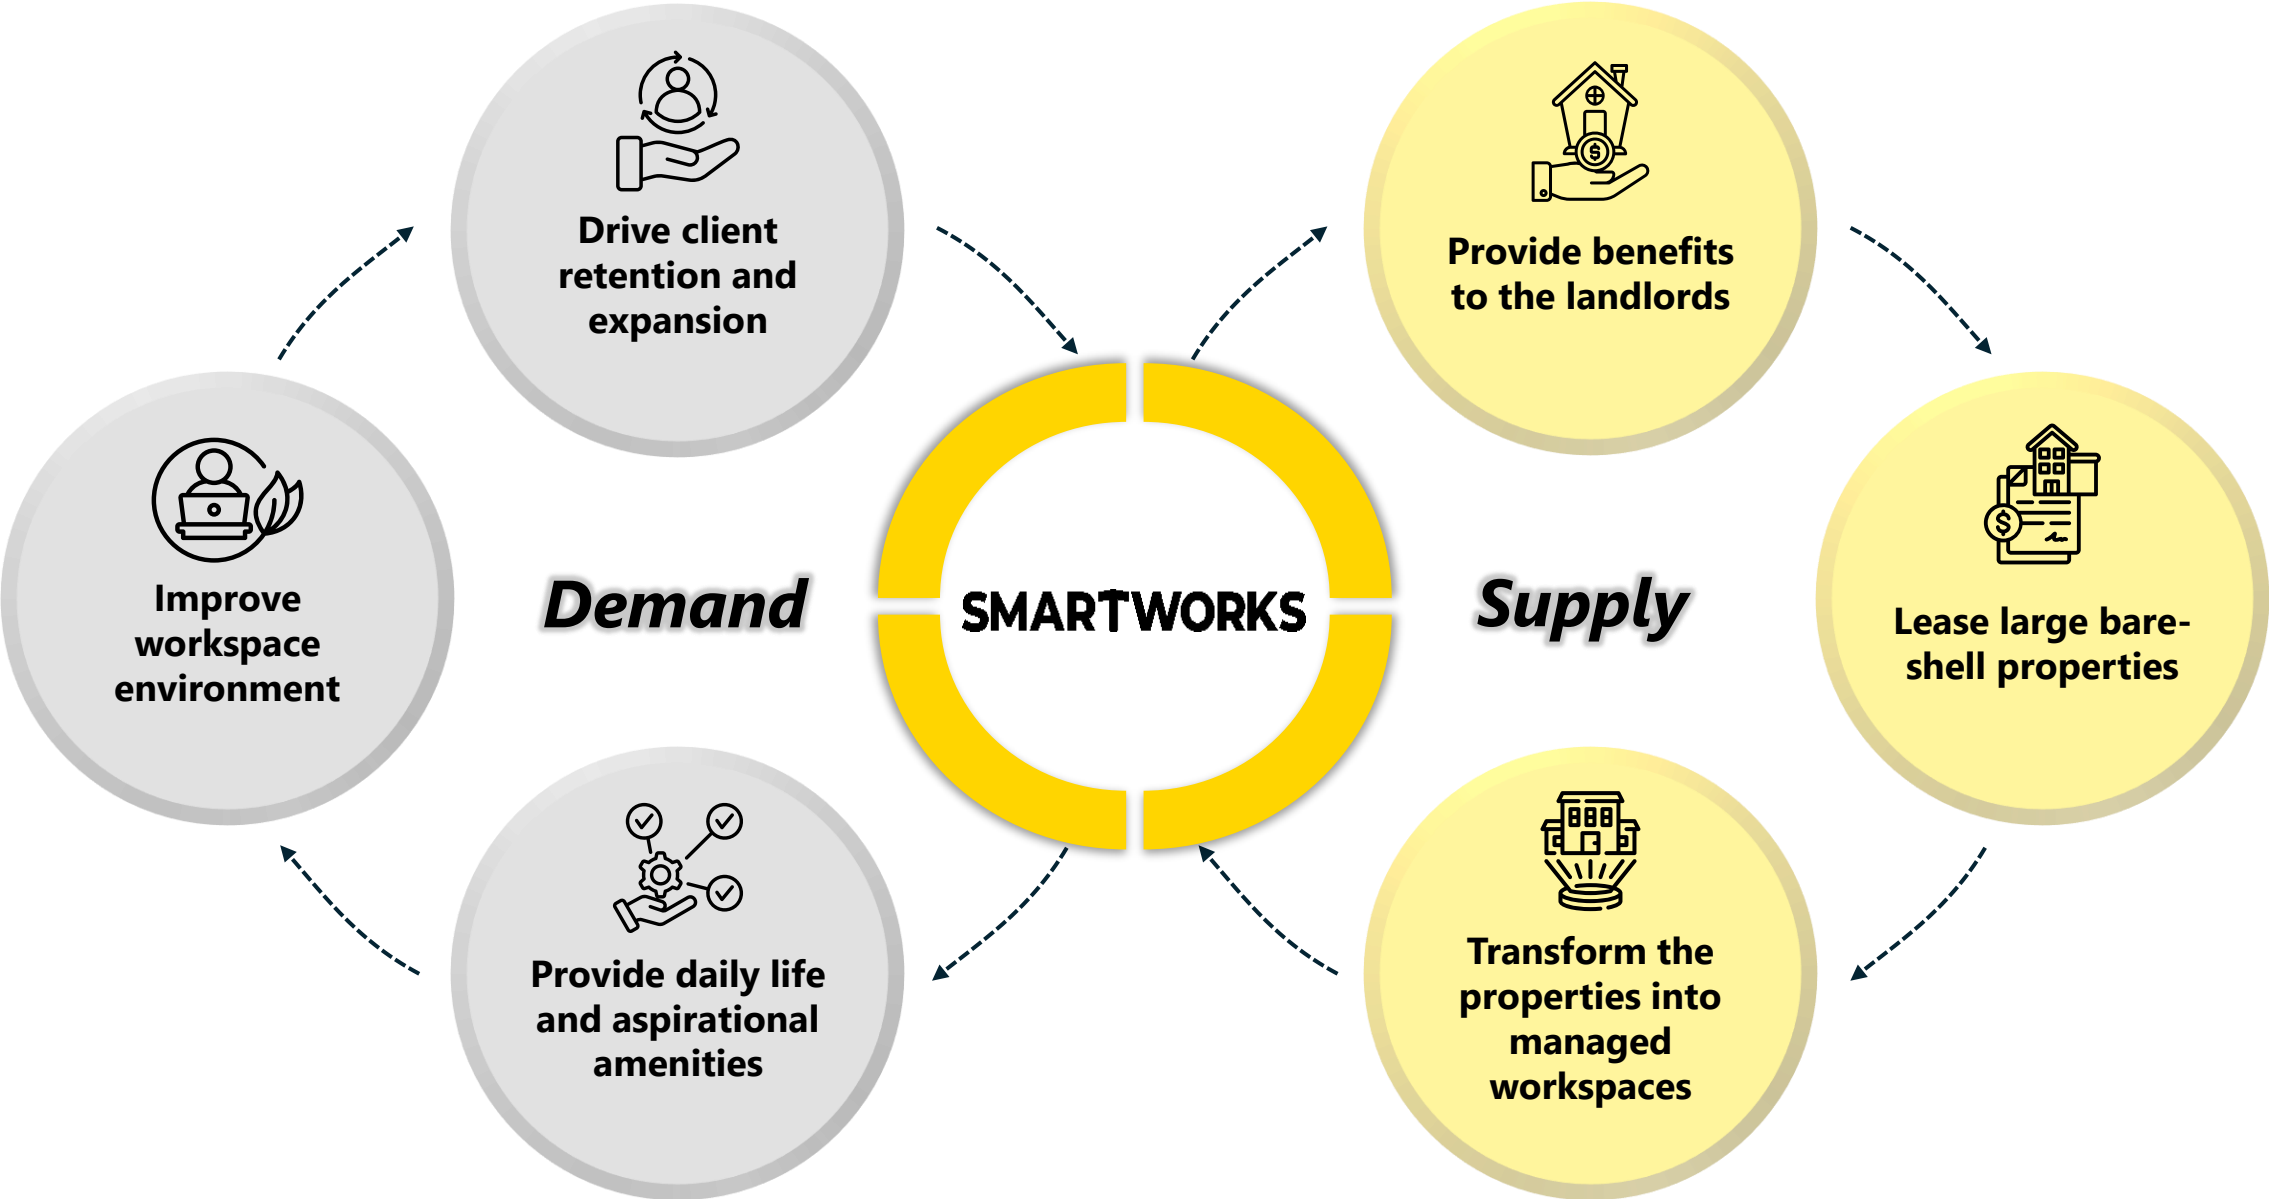 Drive client
retention and
expansion
Provide benefits
to the landlords
Improve
workspace
environment
Demand
SMARTWORKS
Supply
Lease large bare-
shell properties
Provide daily life
and aspirational
amenities
Transform the
properties into
managed
workspaces